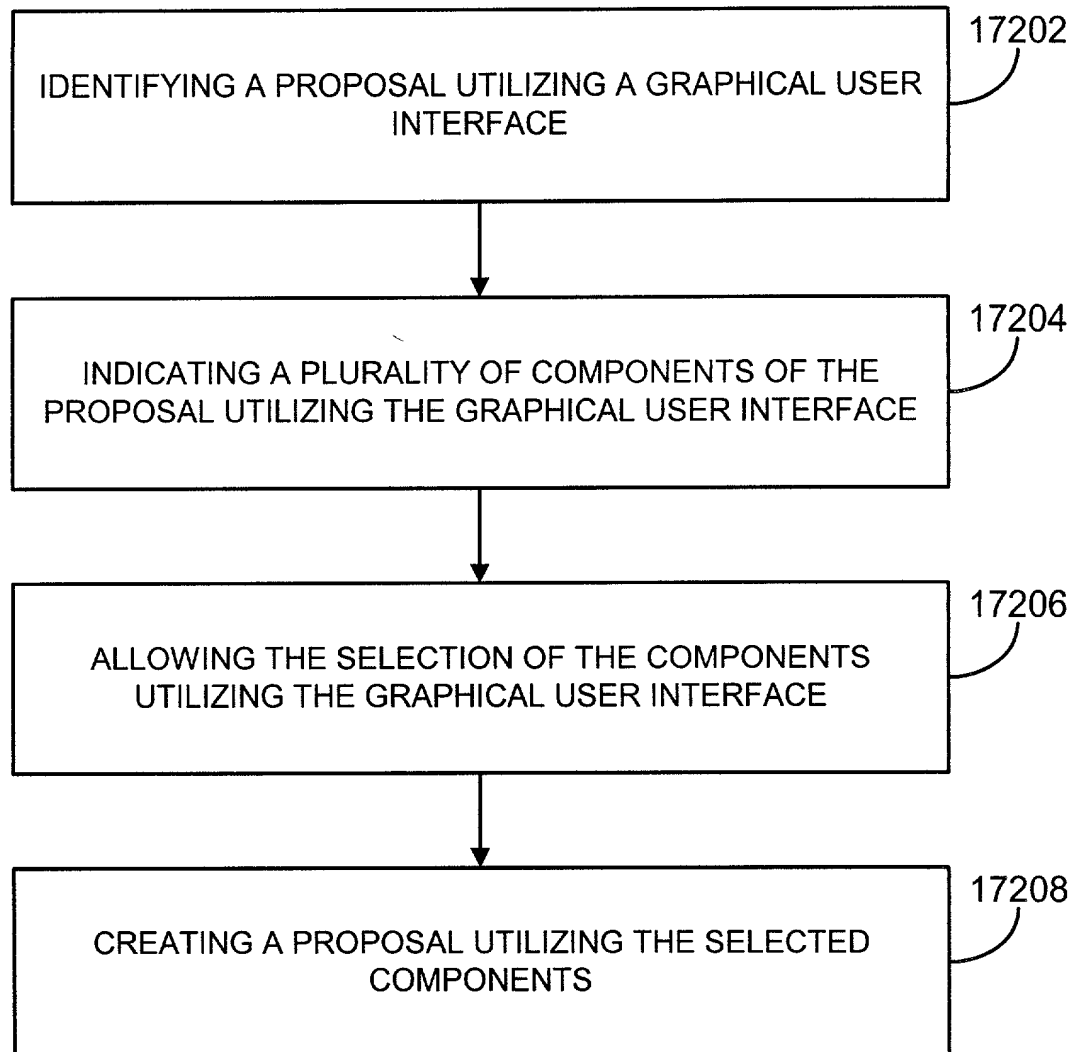 17202
IDENTIFYING A PROPOSAL UTILIZING A GRAPHICAL USER
INTERFACE
17204
INDICATING A PLURALITY OF COMPONENTS OF THE
PROPOSAL UTILIZING THE GRAPHICAL USER INTERFACE
17206
ALLOWING THE SELECTION OF THE COMPONENTS
UTILIZING THE GRAPHICAL USER INTERFACE
17208
CREATING A PROPOSAL UTILIZING THE SELECTED
COMPONENTS